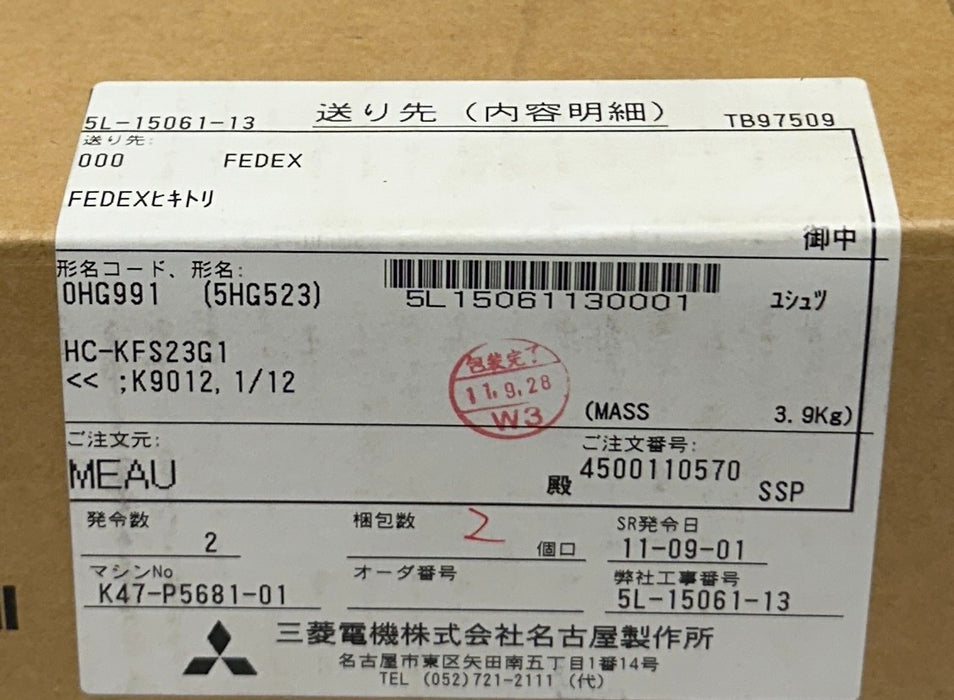 5L-15061-13 送り先（内容明細） TB97509
送り先:
000 FEDEX
FEDEXﾋｷﾄﾘ
御中
形名コード、形名:
0HG991 (5HG523)
5L15061130001 ﾕｼｭﾂ
HC-KFS23G1
<< ;K9012, 1/12
包装完了
11.9.28
W3
(MASS 3.9Kg)
ご注文元:
MEAU 殿
ご注文番号:
4500110570
SSP
発令数
2
梱包数 2 個口
SR発令日
11-09-01
マシンNo
K47-P5681-01
オーダ番号
弊社工事番号
5L-15061-13
三菱電機株式会社名古屋製作所
名古屋市東区矢田南五丁目1番14号
TEL (052)721-2111 (代)